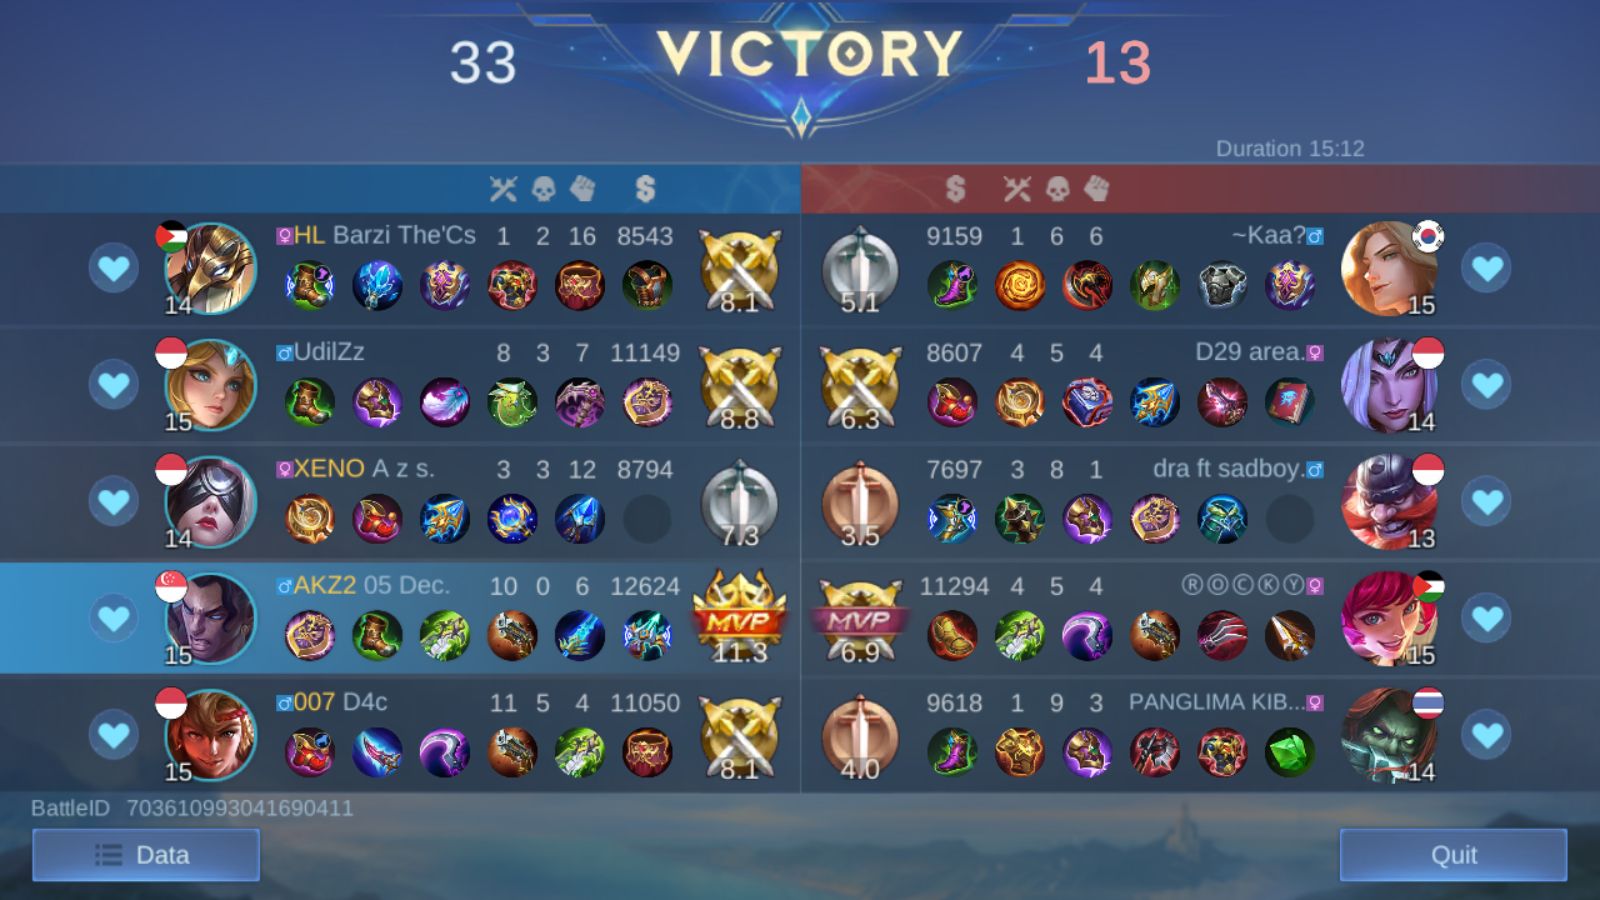 33 VICTORY 13
Duration 15:12
HL Barzi The'Cs 1 2 16 8543
14 8.1
5.1 9159 1 6 6 ~Kaa?
15
UdilZz 8 3 7 11149
15 8.8
6.3 8607 4 5 4 D29 area.
14
XENO A z s. 3 3 12 8794
14 7.3
3.5 7697 3 8 1 dra ft sadboy.
13
AKZ2 05 Dec. 10 0 6 12624
15 MVP 11.3
MVP 6.9 11294 4 5 4 ⓇⓄⒸⓀⓎ
15
007 D4c 11 5 4 11050
15 8.1
4.0 9618 1 9 3 PANGLIMA KIB...
14
BattleID 703610993041690411
Data
Quit